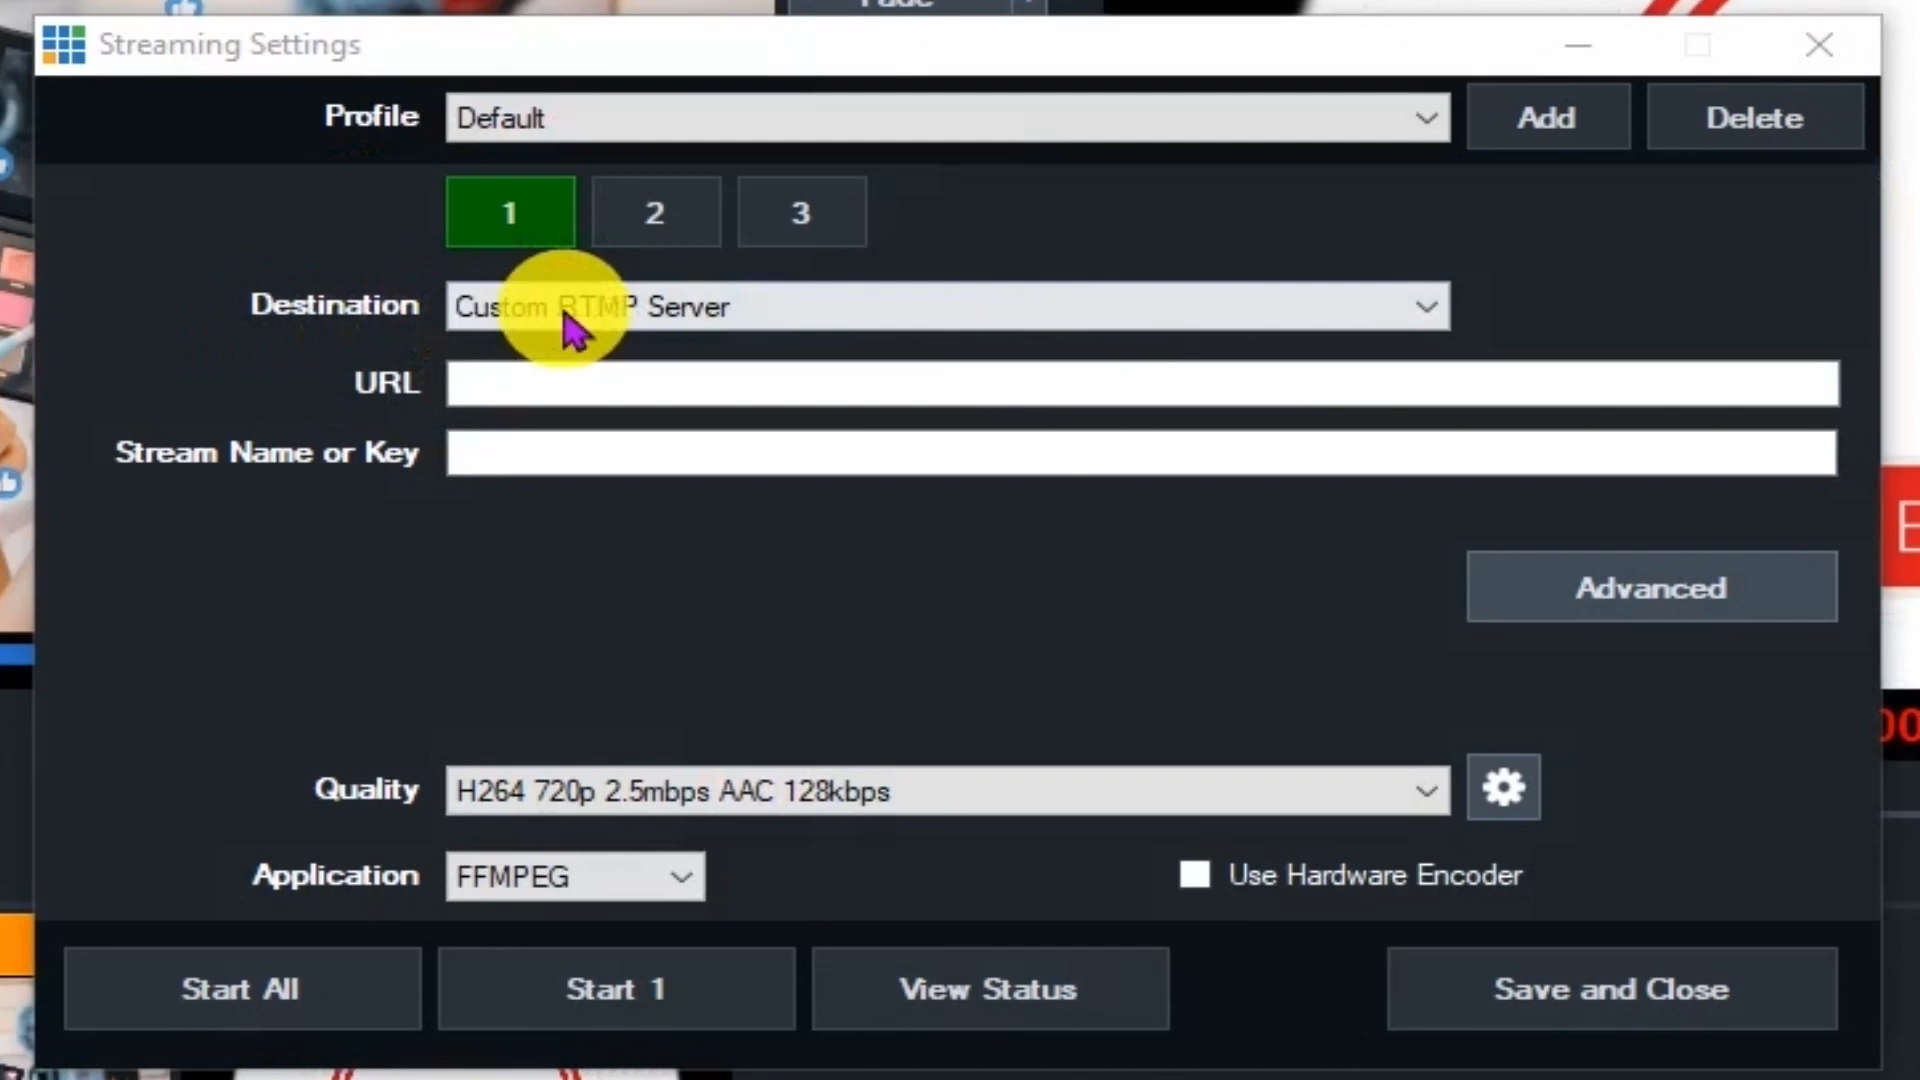 Fade
Streaming Settings
Profile
Default
Add
Delete
1
2
3
Destination
Custom RTMP Server
URL
Stream Name or Key
Advanced
Quality
H264 720p 2.5mbps AAC 128kbps
Application
FFMPEG
Use Hardware Encoder
Start All
Start 1
View Status
Save and Close